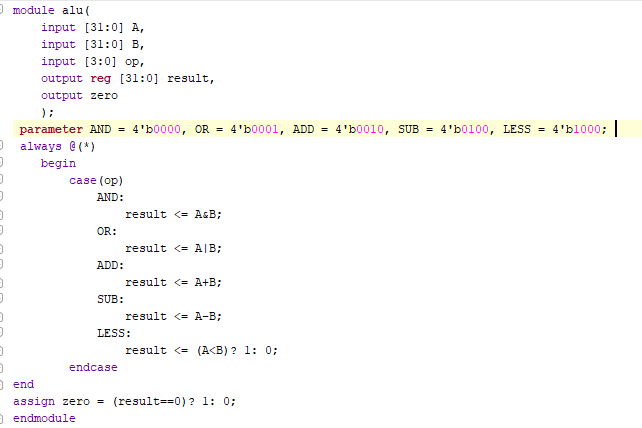 module alu(
input [31:0] A,
input [31:0] B,
input [3:0] op,
output reg [31:0] result,
output zero
);
parameter AND = 4'b0000, OR = 4'b0001, ADD = 4'b0010, SUB = 4'b0100, LESS = 4'b1000;
always @(*)
begin
case(op)
AND:
result <= A&B;
OR:
result <= A|B;
ADD:
result <= A+B;
SUB:
result <= A-B;
LESS:
result <= (A<B)? 1: 0;
endcase
end
assign zero = (result==0)? 1: 0;
endmodule